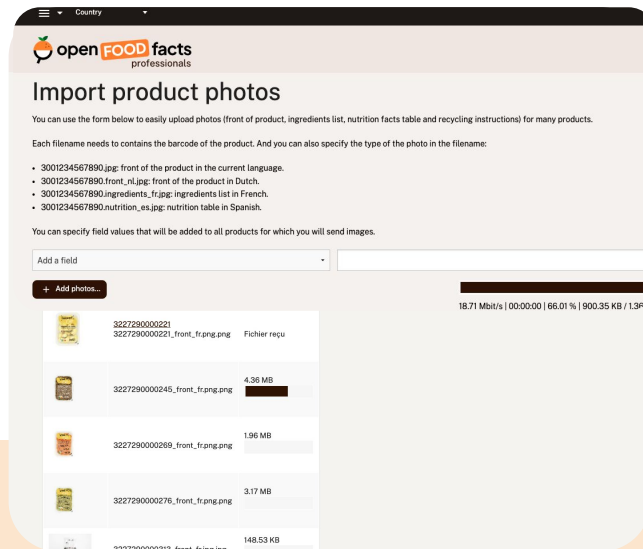 Country
open FOOD facts
professionals
Import product photos
You can use the form below to easily upload photos (front of product, ingredients list, nutrition facts table and recycling instructions) for many products.
Each filename needs to contains the barcode of the product. And you can also specify the type of the photo in the filename:
• 3001234567890.jpg: front of the product in the current language.
• 3001234567890.front_nl.jpg: front of the product in Dutch.
• 3001234567890.ingredients_fr.jpg: ingredients list in French.
• 3001234567890.nutrition_es.jpg: nutrition table in Spanish.
You can specify field values that will be added to all products for which you will send images.
Add a field
+ Add photos...
18.71 Mbit/s | 00:00:00 | 66.01 % | 900.35 KB / 1.36
3227290000221
3227290000221_front_fr.png.png Fichier reçu
4.36 MB
3227290000245_front_fr.png.png
1.96 MB
3227290000269_front_fr.png.png
3.17 MB
3227290000276_front_fr.png.png
148.53 KB